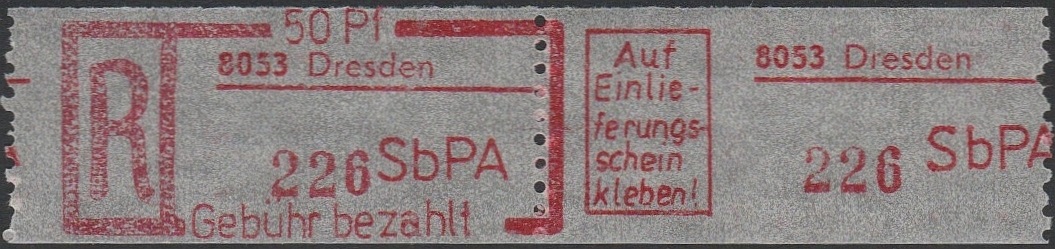 50 Pf
R
8053 Dresden
226 SbPA
Gebühr bezahlt
Auf
Einlie-
ferungs-
schein
kleben!
8053 Dresden
226 SbPA